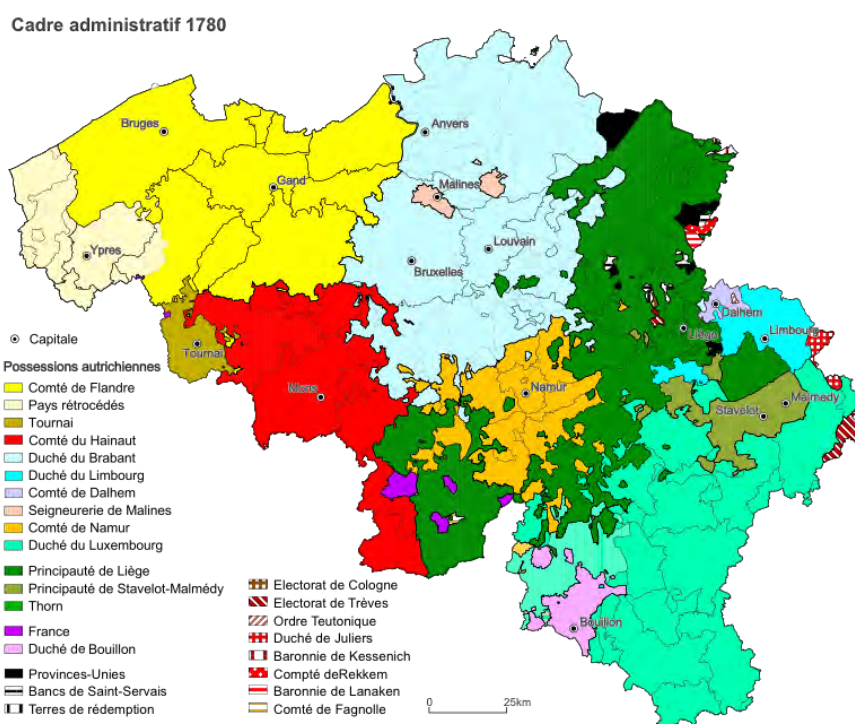 Cadre administratif 1780
Bruges
Anvers
Gand
Malines
Ypres
Louvain
Bruxelles
Dalhem
Liège
Limbourg
Tournai
Mons
Namur
Malmedy
Stavelot
Bouillon
Capitale
Possessions autrichiennes
Comté de Flandre
Pays rétrocédés
Tournai
Comté du Hainaut
Duché du Brabant
Duché du Limbourg
Comté de Dalhem
Seigneurerie de Malines
Comté de Namur
Duché du Luxembourg
Principauté de Liège
Principauté de Stavelot-Malmédy
Thorn
France
Duché de Bouillon
Provinces-Unies
Bancs de Saint-Servais
Terres de rédemption
Electorat de Cologne
Electorat de Trèves
Ordre Teutonique
Duché de Juliers
Baronnie de Kessenich
Compté deRekkem
Baronnie de Lanaken
Comté de Fagnolle
0 25km